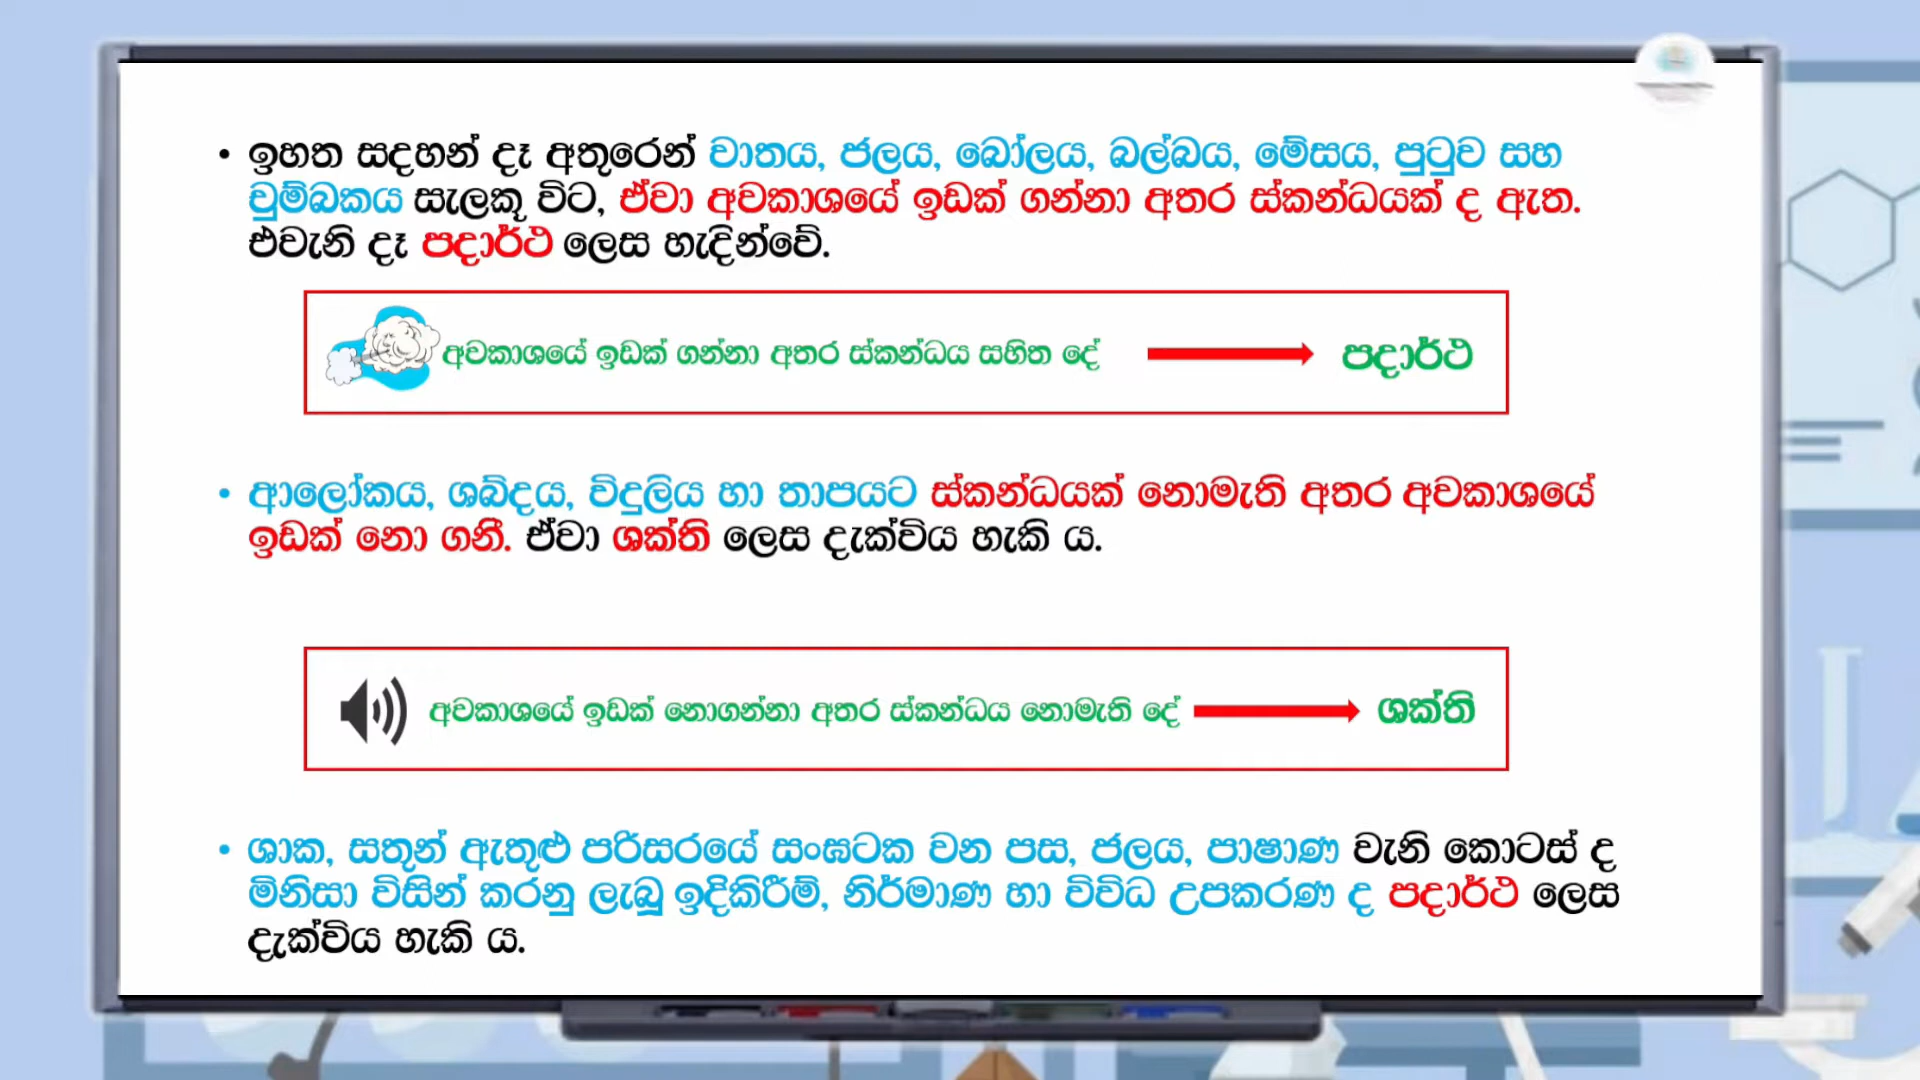 • ඉහත සඳහන් දෑ අතුරෙන් වාතය, ජලය, බෝලය, බල්බය, මේසය, පුටුව සහ
චුම්බකය සැලකූ විට, ඒවා අවකාශයේ ඉඩක් ගන්නා අතර ස්කන්ධයක් ද ඇත.
එවැනි දෑ පදාර්ථ ලෙස හැඳින්වේ.
අවකාශයේ ඉඩක් ගන්නා අතර ස්කන්ධය සහිත දේ
පදාර්ථ
• ආලෝකය, ශබ්දය, විදුලිය හා තාපයට ස්කන්ධයක් නොමැති අතර අවකාශයේ
ඉඩක් නො ගනී. ඒවා ශක්ති ලෙස දැක්විය හැකි ය.
අවකාශයේ ඉඩක් නොගන්නා අතර ස්කන්ධය නොමැති දේ
ශක්ති
• ශාක, සතුන් ඇතුළු පරිසරයේ සංඝටක වන පස, ජලය, පාෂාණ වැනි කොටස් ද
මිනිසා විසින් කරනු ලැබූ ඉදිකිරීම්, නිර්මාණ හා විවිධ උපකරණ ද පදාර්ථ ලෙස
දැක්විය හැකි ය.